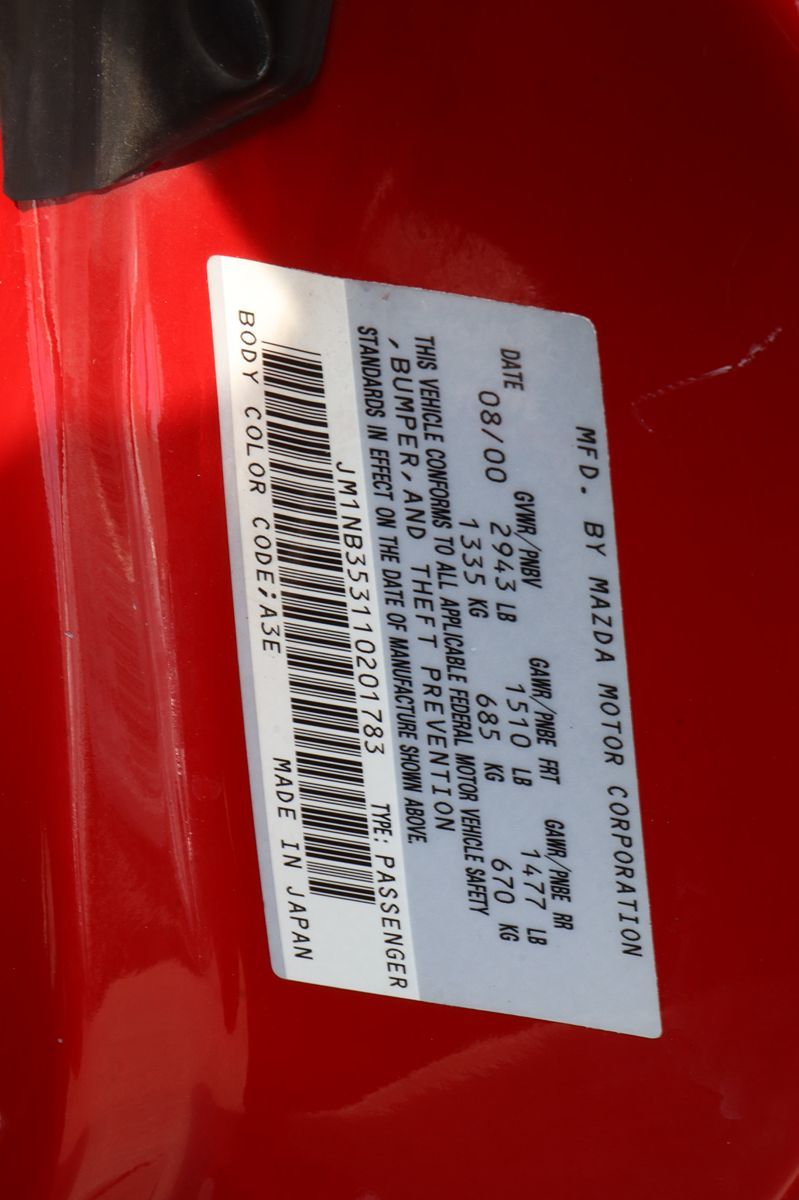 MFD. BY MAZDA MOTOR CORPORATION
DATE GVWR/PNBV GAWR/PNBE FRT GAWR/PNBE RR
08/00 2943 LB 1510 LB 1477 LB
1335 KG 685 KG 670 KG
THIS VEHICLE CONFORMS TO ALL APPLICABLE FEDERAL MOTOR VEHICLE SAFETY
, BUMPER, AND THEFT PREVENTION
STANDARDS IN EFFECT ON THE DATE OF MANUFACTURE SHOWN ABOVE.
JM1NB353110201783 TYPE: PASSENGER
BODY COLOR CODE;A3E MADE IN JAPAN